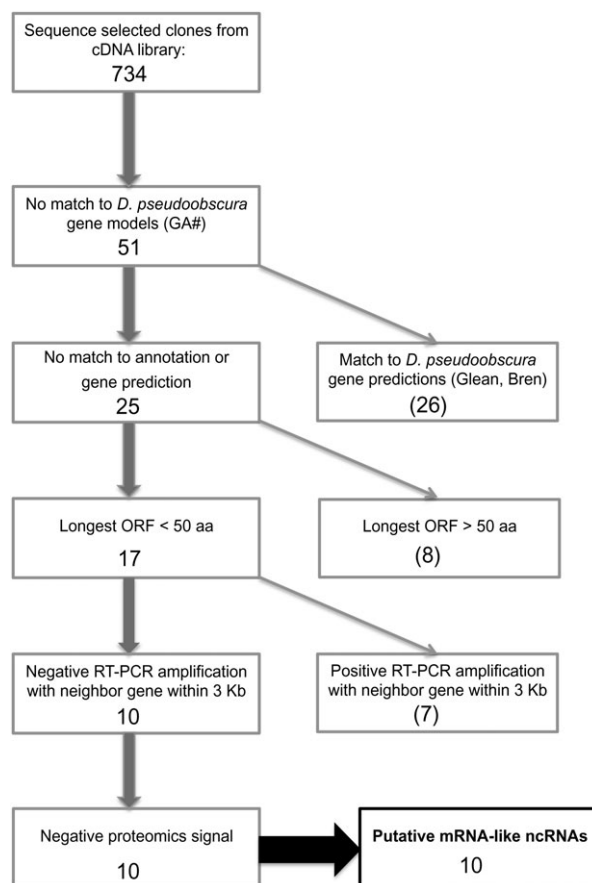 Sequence selected clones from
cDNA library:
734
No match to D. pseudoobscura
gene models (GA#)
51
No match to annotation or
gene prediction
25
Match to D. pseudoobscura
gene predictions (Glean, Bren)
(26)
Longest ORF < 50 aa
17
Longest ORF > 50 aa
(8)
Negative RT-PCR amplification
with neighbor gene within 3 Kb
10
Positive RT-PCR amplification
with neighbor gene within 3 Kb
(7)
Negative proteomics signal
10
Putative mRNA-like ncRNAs
10